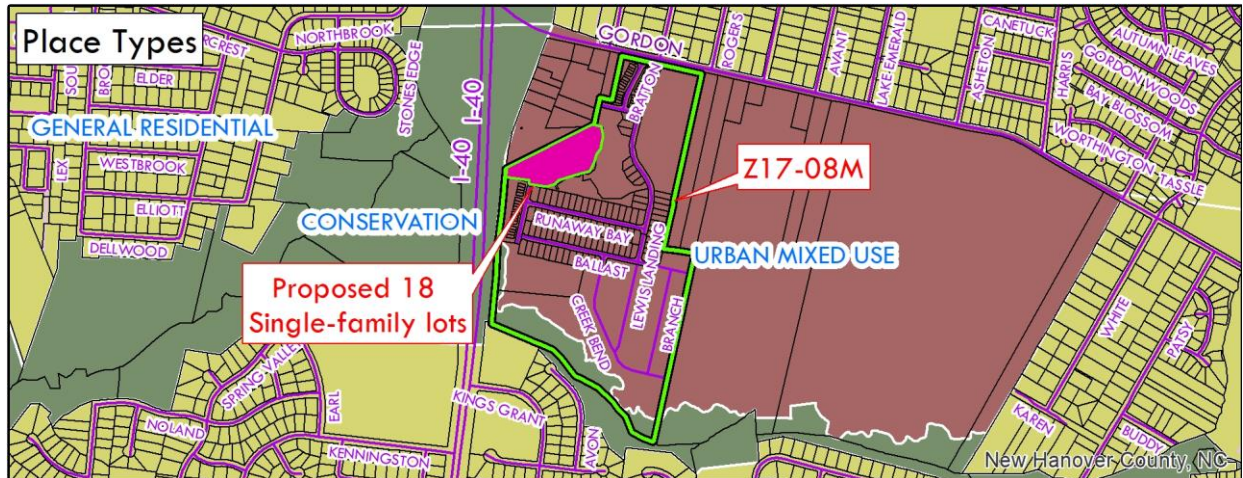 Place Types
NORTHBROOK
ELDER
GENERAL RESIDENTIAL
LEX
WESTBROOK
ELLIOTT
DELLWOOD
STONES EDGE
I-40
I-40
I-40
CONSERVATION
Proposed 18
Single-family lots
GORDON
BRATTON
ROGERS
AVANT
LAKE EMERALD
CANETUCK
ASHETON
HARRIS
AUTUMN LEAVES
GORDON WOODS
BAY BLOSSOM
WORTHINGTON
TASSLE
Z17-08M
RUNAWAY BAY
BALLAST
LEWIS LANDING
URBAN MIXED USE
CREEK BEND
BRANCH
WHITE
PATSY
KAREN
BUDDY
SPRING VALLEY
NOLAND
EARL
KENNINGTON
KINGS GRANT
AVON
New Hanover County, NC